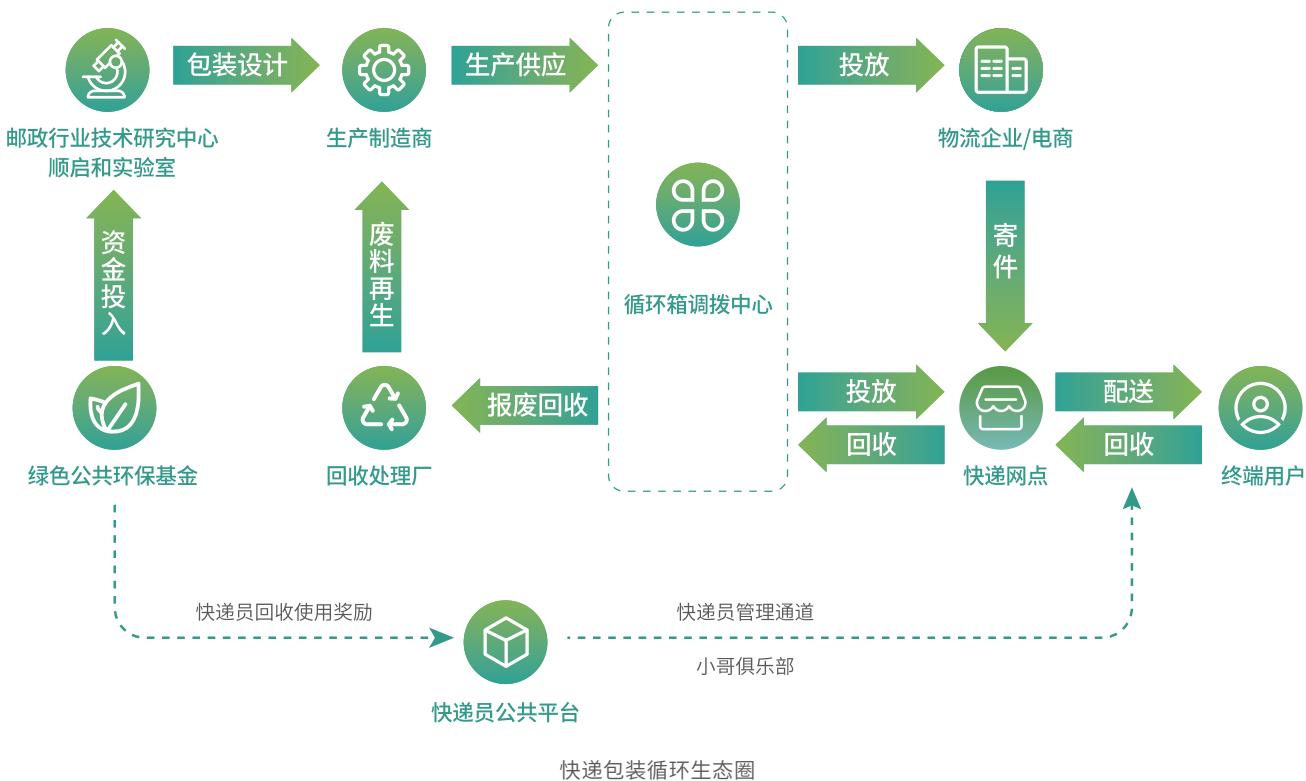 包装设计
生产供应
投放
邮政行业技术研究中心
顺启和实验室
生产制造商
物流企业/电商
资金投入
废料再生
循环箱调拨中心
寄件
报废回收
投放
回收
配送
回收
绿色公共环保基金
回收处理厂
快递网点
终端用户
快递员回收使用奖励
快递员管理通道
小哥俱乐部
快递员公共平台
快递包装循环生态圈